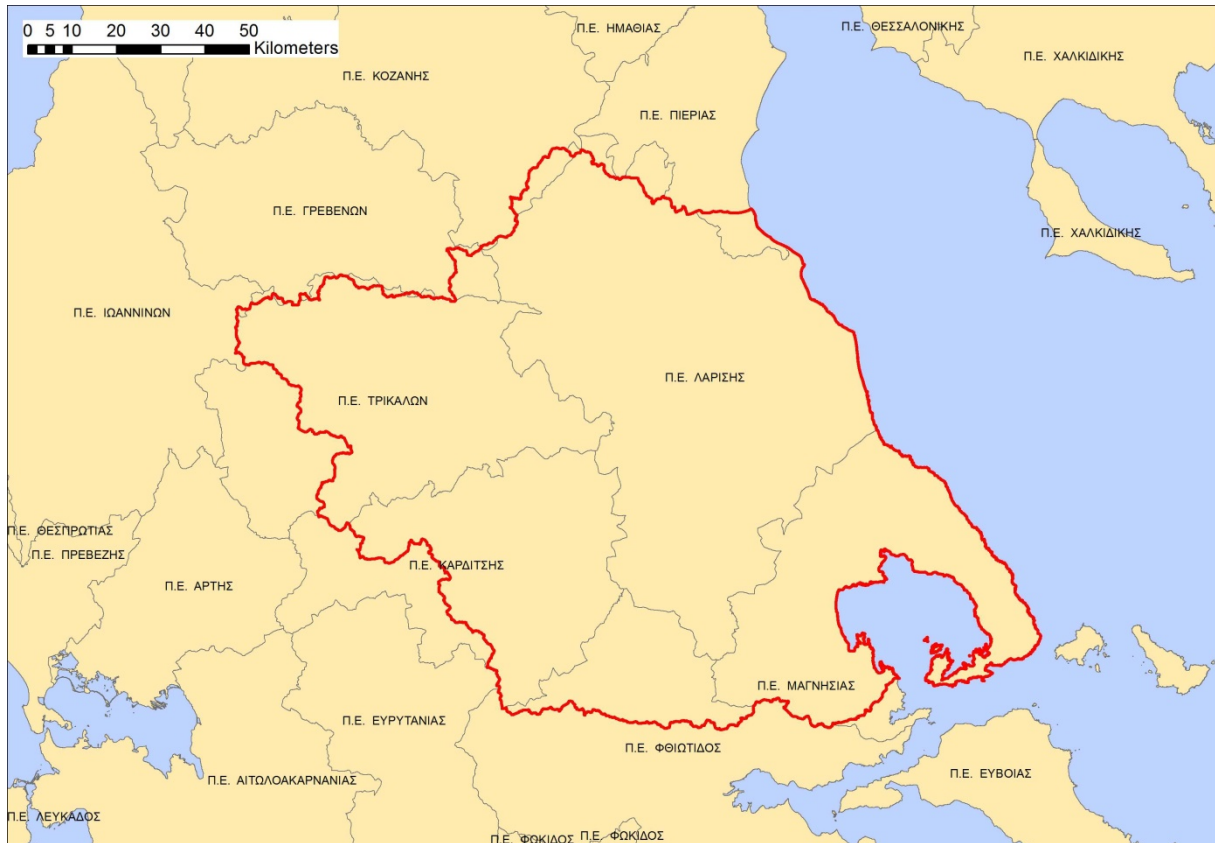 0 5 10 20 30 40 50
Kilometers
Π.Ε. ΗΜΑΘΙΑΣ
Π.Ε. ΘΕΣΣΑΛΟΝΙΚΗΣ
Π.Ε. ΧΑΛΚΙΔΙΚΗΣ
Π.Ε. ΚΟΖΑΝΗΣ
Π.Ε. ΠΙΕΡΙΑΣ
Π.Ε. ΓΡΕΒΕΝΩΝ
Π.Ε. ΧΑΛΚΙΔΙΚΗΣ
Π.Ε. ΙΩΑΝΝΙΝΩΝ
Π.Ε. ΛΑΡΙΣΗΣ
Π.Ε. ΤΡΙΚΑΛΩΝ
Π.Ε. ΘΕΣΠΡΩΤΙΑΣ
Π.Ε. ΠΡΕΒΕΖΗΣ
Π.Ε. ΚΑΡΔΙΤΣΗΣ
Π.Ε. ΑΡΤΗΣ
Π.Ε. ΜΑΓΝΗΣΙΑΣ
Π.Ε. ΕΥΡΥΤΑΝΙΑΣ
Π.Ε. ΦΘΙΩΤΙΔΟΣ
Π.Ε. ΕΥΒΟΙΑΣ
Π.Ε. ΑΙΤΩΛΟΑΚΑΡΝΑΝΙΑΣ
Π.Ε. ΛΕΥΚΑΔΟΣ
Π.Ε. ΦΩΚΙΔΟΣ
Π.Ε. ΦΩΚΙΔΟΣ